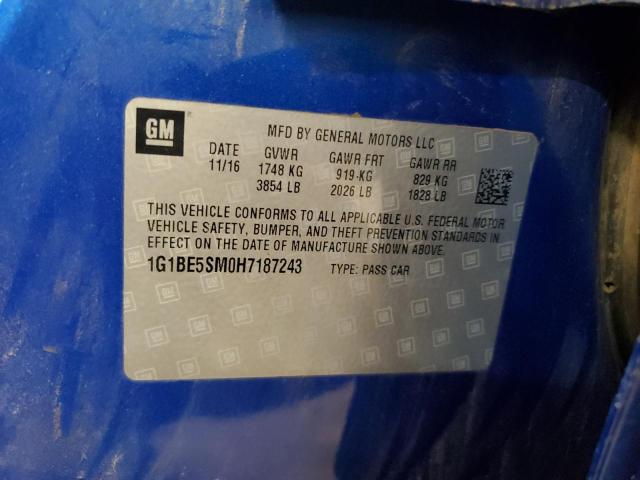 GM
MFD BY GENERAL MOTORS LLC
DATE GVWR GAWR FRT GAWR RR
11/16 1748 KG 919 KG 829 KG
3854 LB 2026 LB 1828 LB
THIS VEHICLE CONFORMS TO ALL APPLICABLE U.S. FEDERAL MOTOR
VEHICLE SAFETY, BUMPER, AND THEFT PREVENTION STANDARDS IN
EFFECT ON THE DATE OF MANUFACTURE SHOWN ABOVE.
1G1BE5SM0H7187243 TYPE: PASS CAR